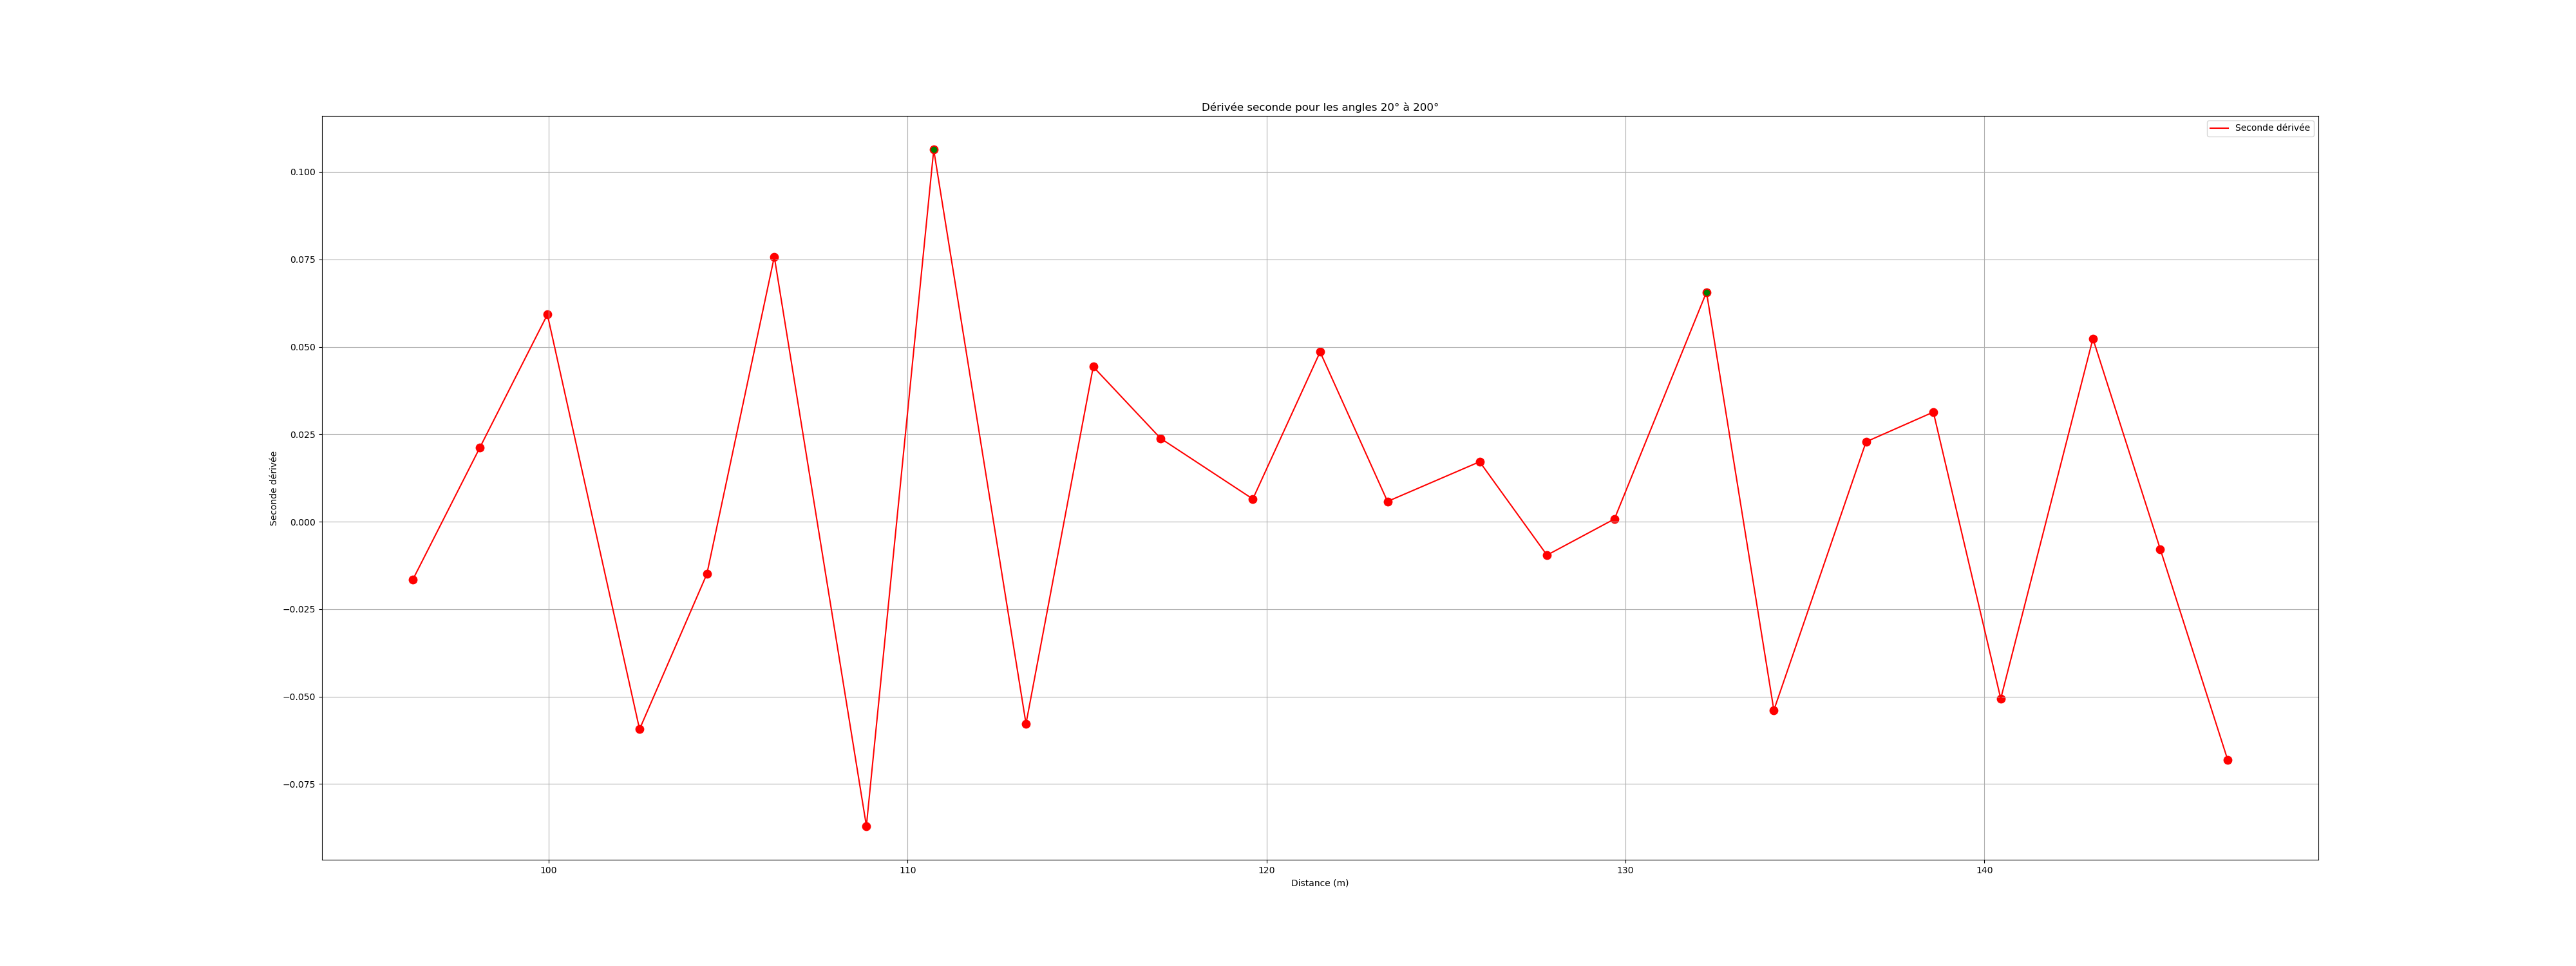 Dérivée seconde pour les angles 20° à 200°
Seconde dérivée
0.100
0.075
0.050
0.025
0.000
−0.025
−0.050
−0.075
Seconde dérivée
100 110 120 130 140
Distance (m)